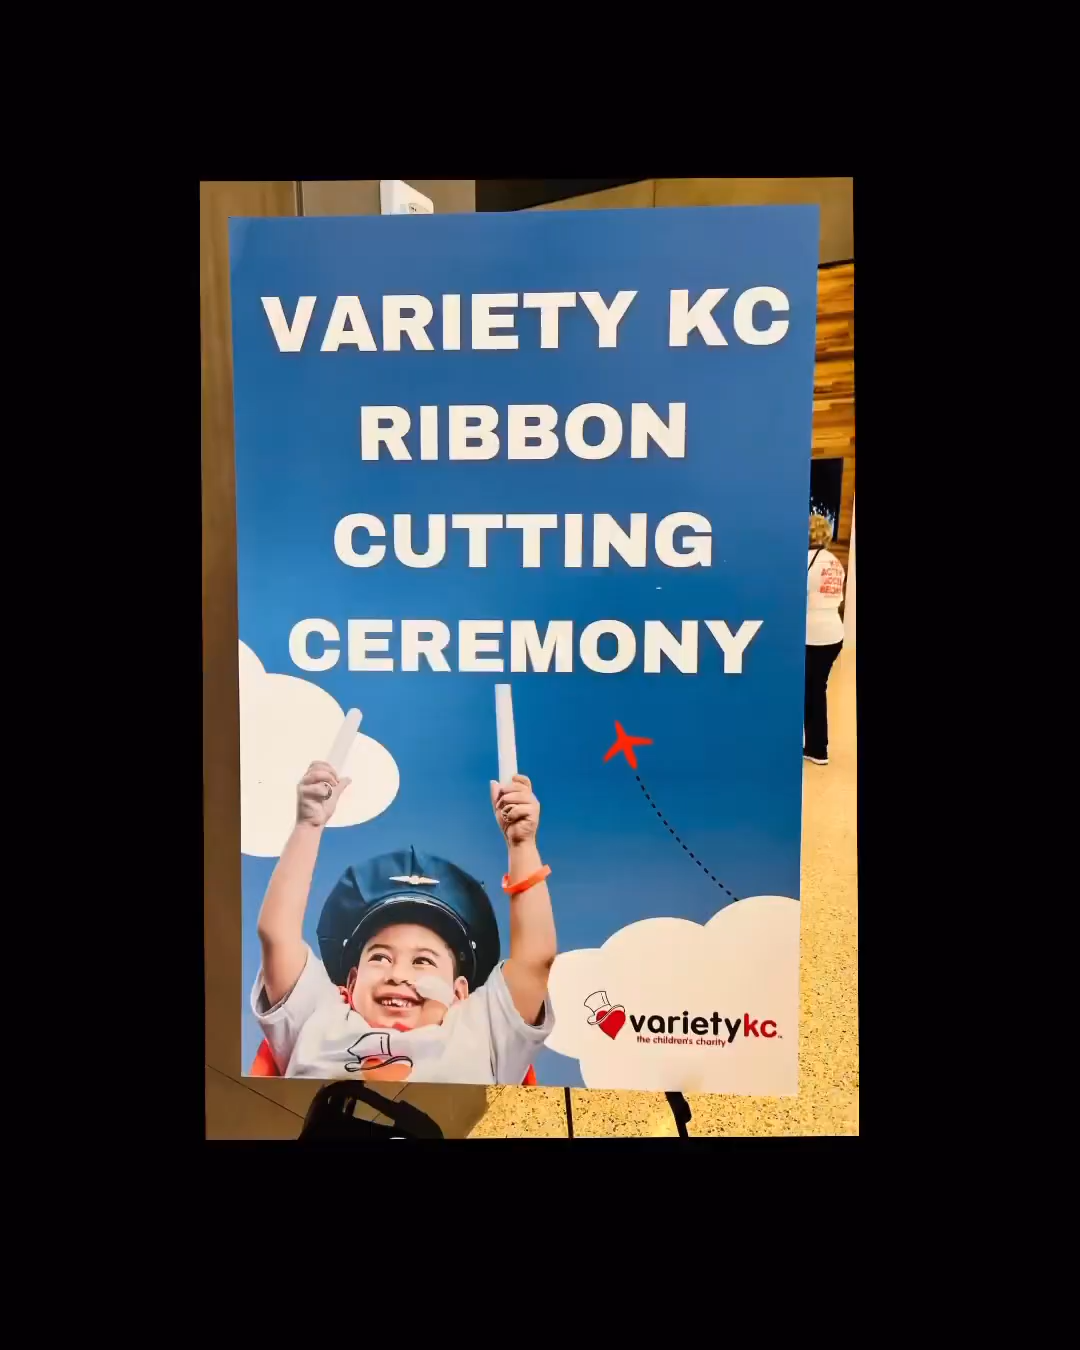 VARIETY KC
RIBBON
CUTTING
CEREMONY
varietykc
the children's charity